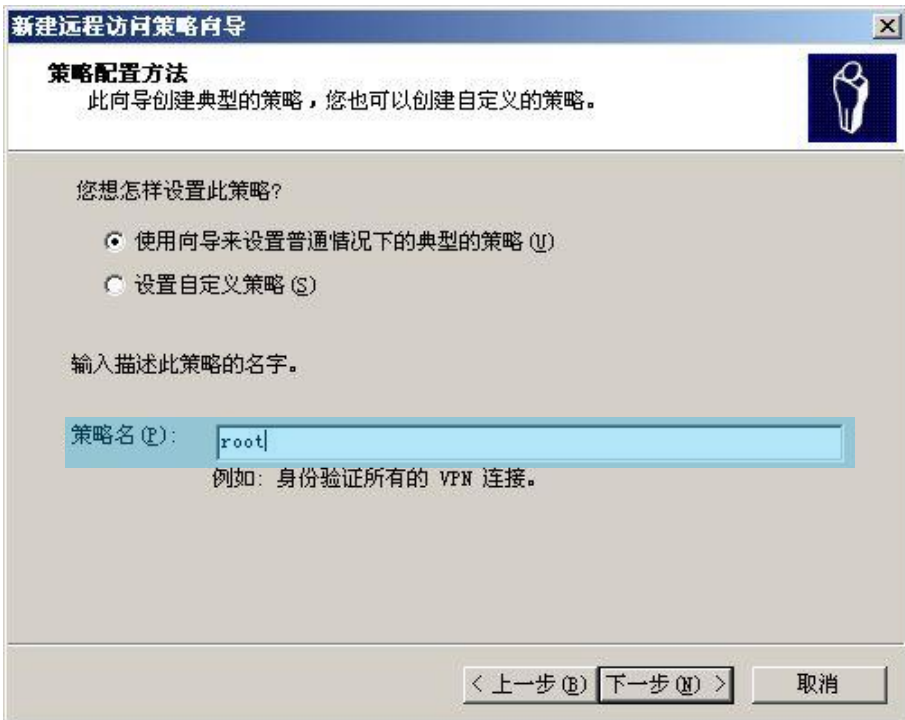 新建远程访问策略向导
策略配置方法
此向导创建典型的策略，您也可以创建自定义的策略。
您想怎样设置此策略?
使用向导来设置普通情况下的典型的策略(U)
设置自定义策略(S)
输入描述此策略的名字。
策略名(P): root
例如: 身份验证所有的 VPN 连接。
< 上一步(B) 下一步(N) > 取消